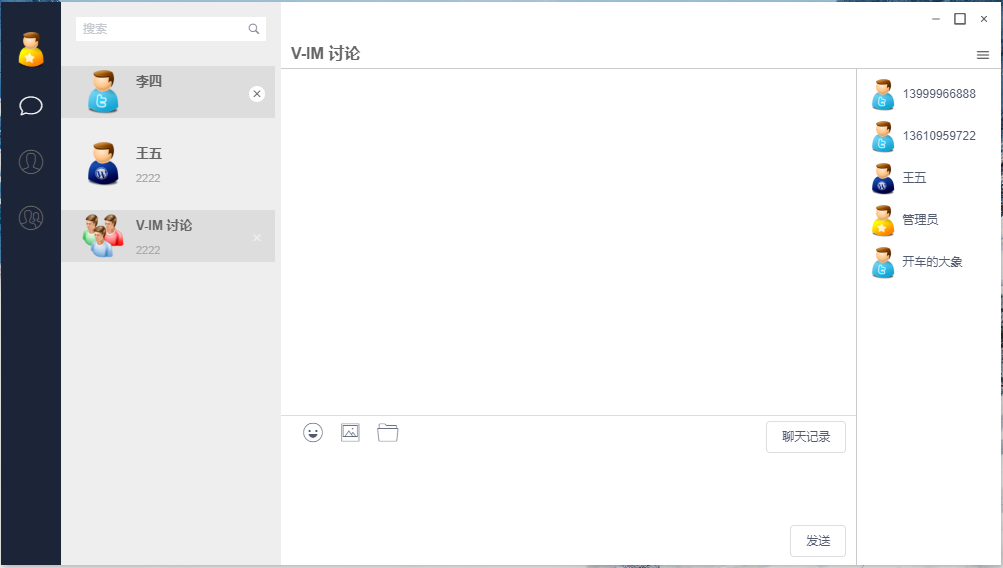 搜索
李四
王五
2222
V-IM 讨论
2222
V-IM 讨论
13999966888
13610959722
王五
管理员
开车的大象
聊天记录
发送